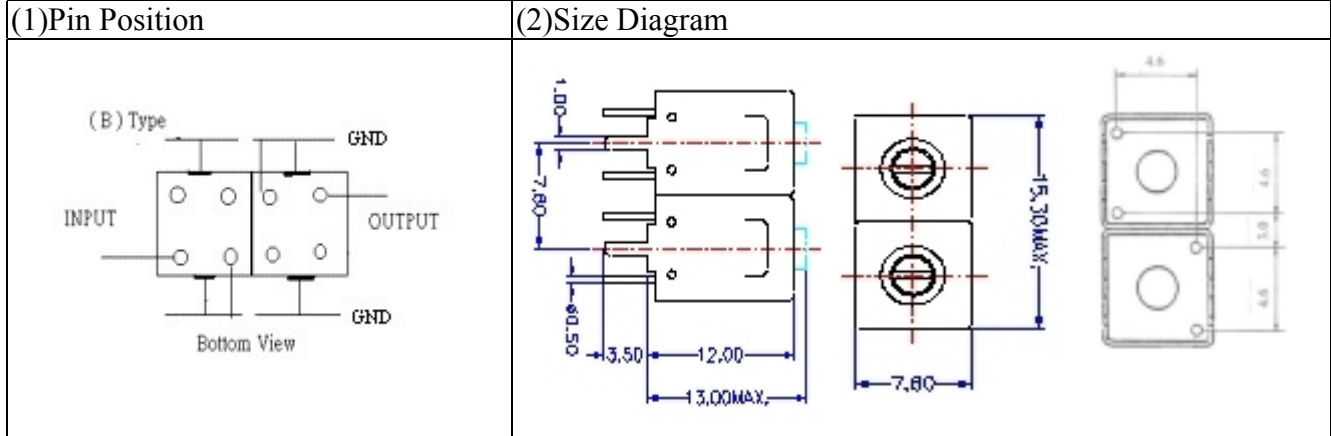 (1)Pin Position
(2)Size Diagram
(B) Type
GND
INPUT
OUTPUT
GND
Bottom View
1.00
7.60
ø0.50
3.50
12.00
13.00MAX.
15.30MAX.
7.60
4.6
4.6
3.0
4.6